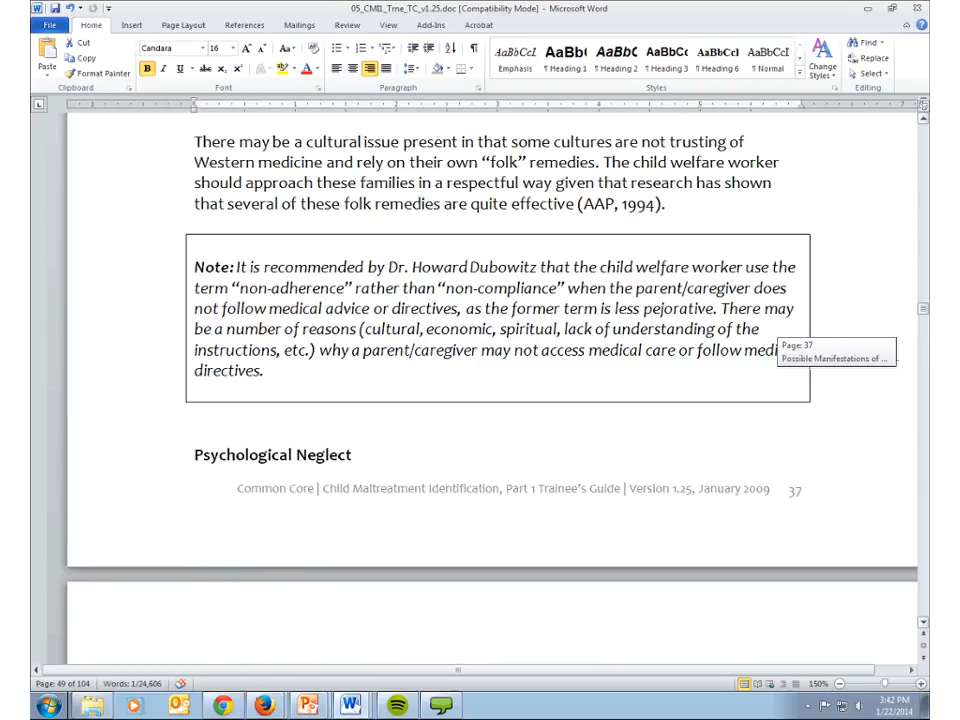 05_CMI1_Trne_TC_v1.25.doc [Compatibility Mode] - Microsoft Word
File Home Insert Page Layout References Mailings Review View Add-Ins Acrobat
Paste
Cut
Copy
Format Painter
Clipboard
Candara 16
Font
Paragraph
AaBbCcI AaBbC AaBbC AaBbCc AaBbCcI AaBbCcI
Emphasis ¶ Heading 1 ¶ Heading 2 ¶ Heading 3 ¶ Heading 6 ¶ Normal
Styles
Change Styles
Find
Replace
Select
Editing
There may be a cultural issue present in that some cultures are not trusting of
Western medicine and rely on their own “folk” remedies. The child welfare worker
should approach these families in a respectful way given that research has shown
that several of these folk remedies are quite effective (AAP, 1994).
Note: It is recommended by Dr. Howard Dubowitz that the child welfare worker use the
term “non-adherence” rather than “non-compliance” when the parent/caregiver does
not follow medical advice or directives, as the former term is less pejorative. There may
be a number of reasons (cultural, economic, spiritual, lack of understanding of the
instructions, etc.) why a parent/caregiver may not access medical care or follow medi
directives.
Page: 37
Possible Manifestations of ...
Psychological Neglect
Common Core | Child Maltreatment Identification, Part 1 Trainee’s Guide | Version 1.25, January 2009 37
Page: 49 of 104 Words: 1/24,606 150%
3:42 PM
1/22/2014